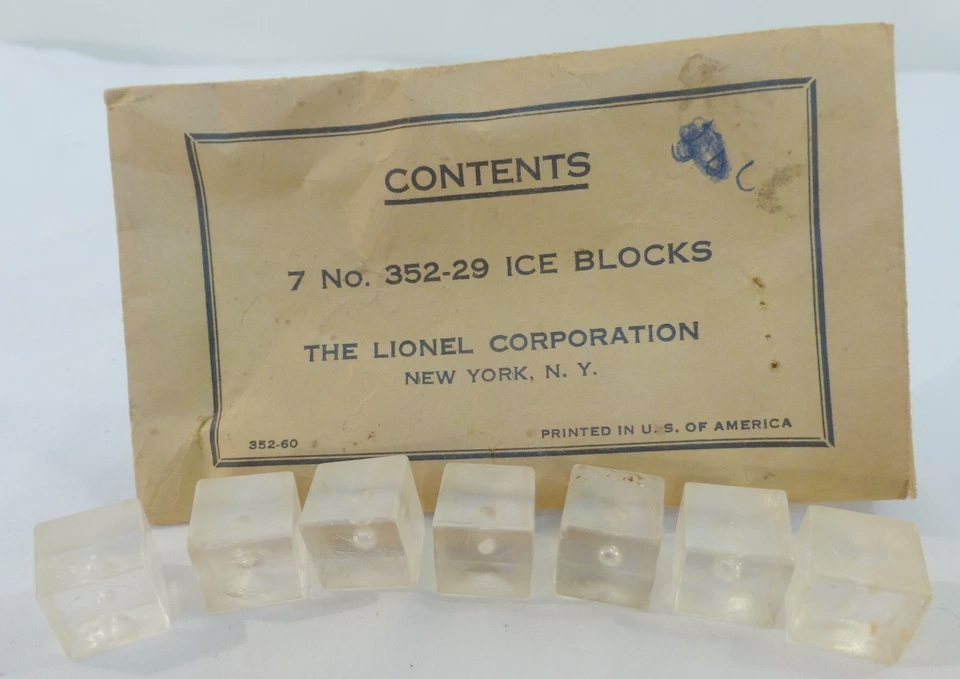 CONTENTS
7 No. 352-29 ICE BLOCKS
THE LIONEL CORPORATION
NEW YORK, N. Y.
352-60
PRINTED IN U. S. OF AMERICA